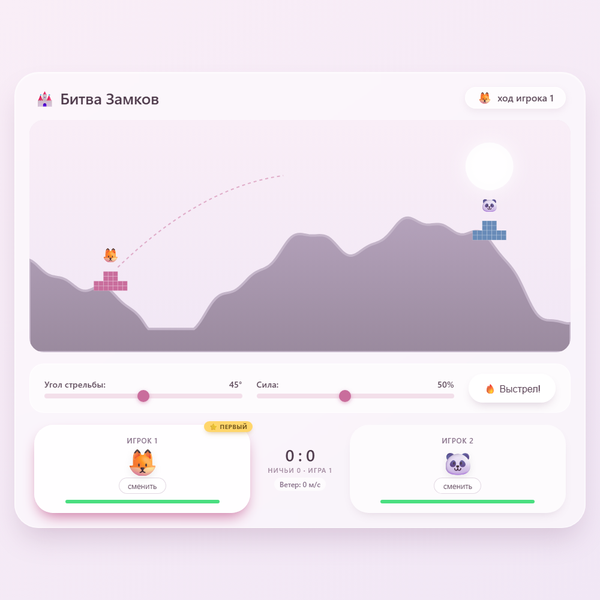 Битва Замков
ход игрока 1
Угол стрельбы: 45°
Сила: 50%
Выстрел!
ПЕРВЫЙ
ИГРОК 1
сменить
0 : 0
НИЧЬИ 0 · ИГРА 1
Ветер: 0 м/с
ИГРОК 2
сменить